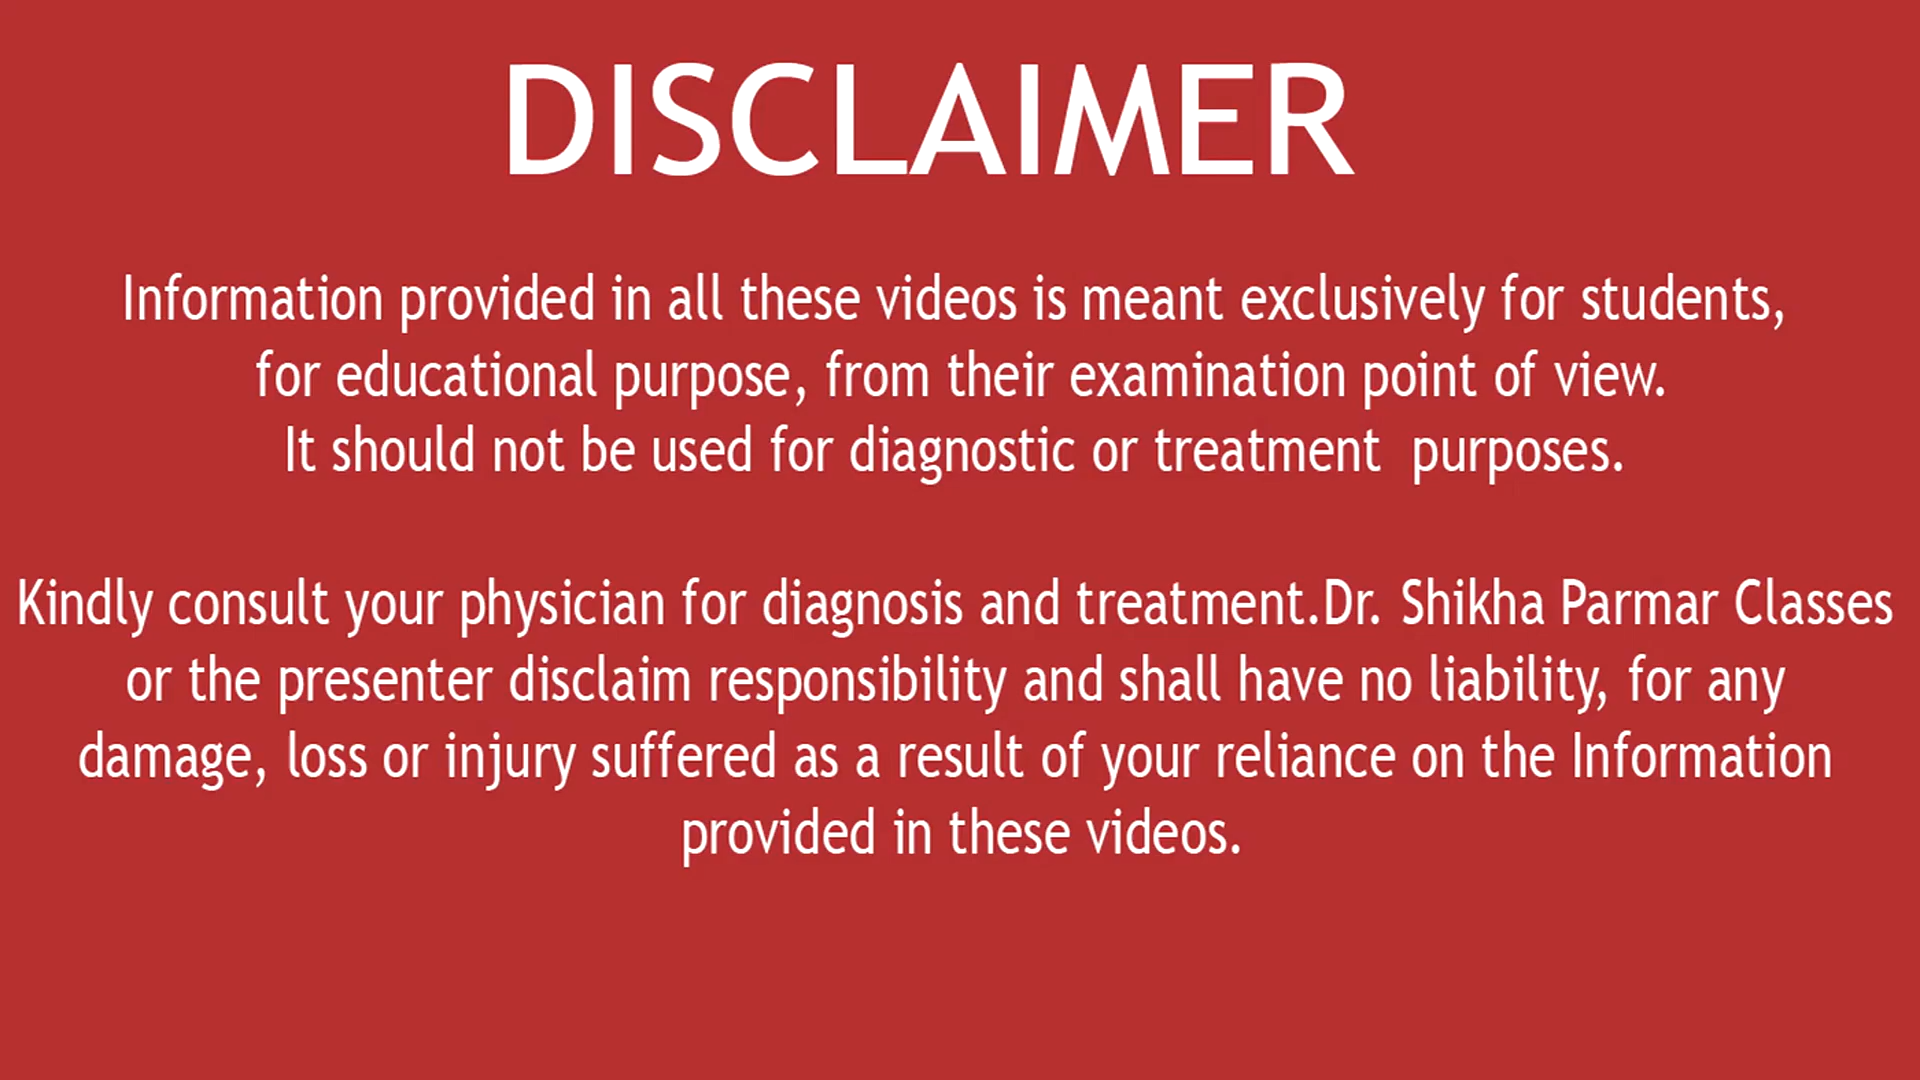 DISCLAIMER
Information provided in all these videos is meant exclusively for students,
for educational purpose, from their examination point of view.
It should not be used for diagnostic or treatment  purposes.
Kindly consult your physician for diagnosis and treatment.Dr. Shikha Parmar Classes
or the presenter disclaim responsibility and shall have no liability, for any
damage, loss or injury suffered as a result of your reliance on the Information
provided in these videos.